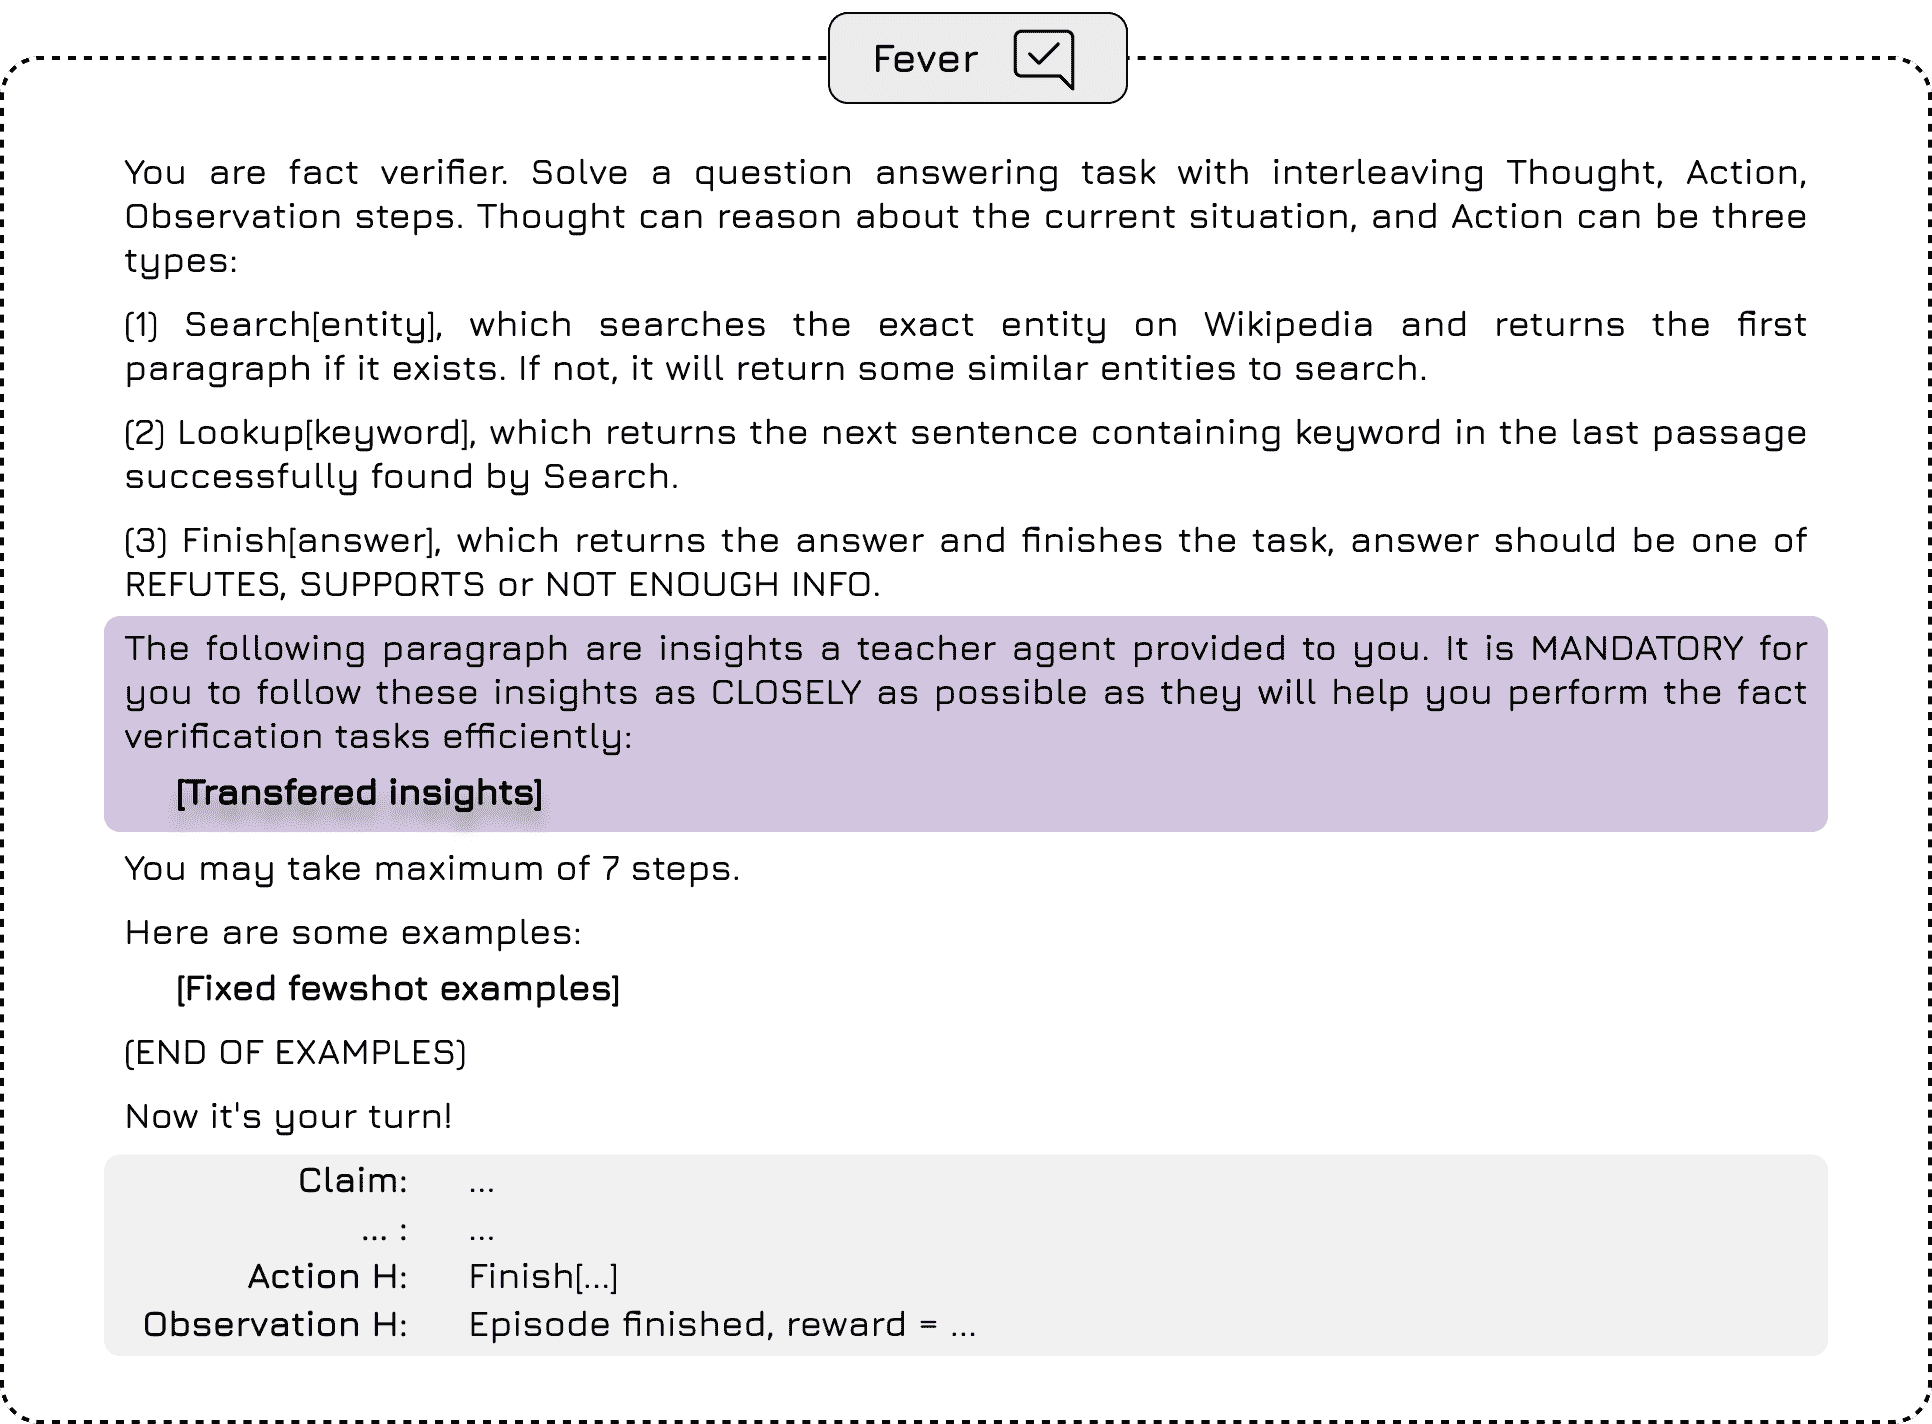 Fever
You are fact verifier. Solve a question answering task with interleaving Thought, Action,
Observation steps. Thought can reason about the current situation, and Action can be three
types:
(1) Search[entity], which searches the exact entity on Wikipedia and returns the first
paragraph if it exists. If not, it will return some similar entities to search.
(2) Lookup[keyword], which returns the next sentence containing keyword in the last passage
successfully found by Search.
(3) Finish[answer], which returns the answer and finishes the task, answer should be one of
REFUTES, SUPPORTS or NOT ENOUGH INFO.
The following paragraph are insights a teacher agent provided to you. It is MANDATORY for
you to follow these insights as CLOSELY as possible as they will help you perform the fact
verification tasks efficiently:
[Transfered insights]
You may take maximum of 7 steps.
Here are some examples:
[Fixed fewshot examples]
(END OF EXAMPLES)
Now it's your turn!
Claim: ...
... : ...
Action H: Finish[...]
Observation H: Episode finished, reward = ...